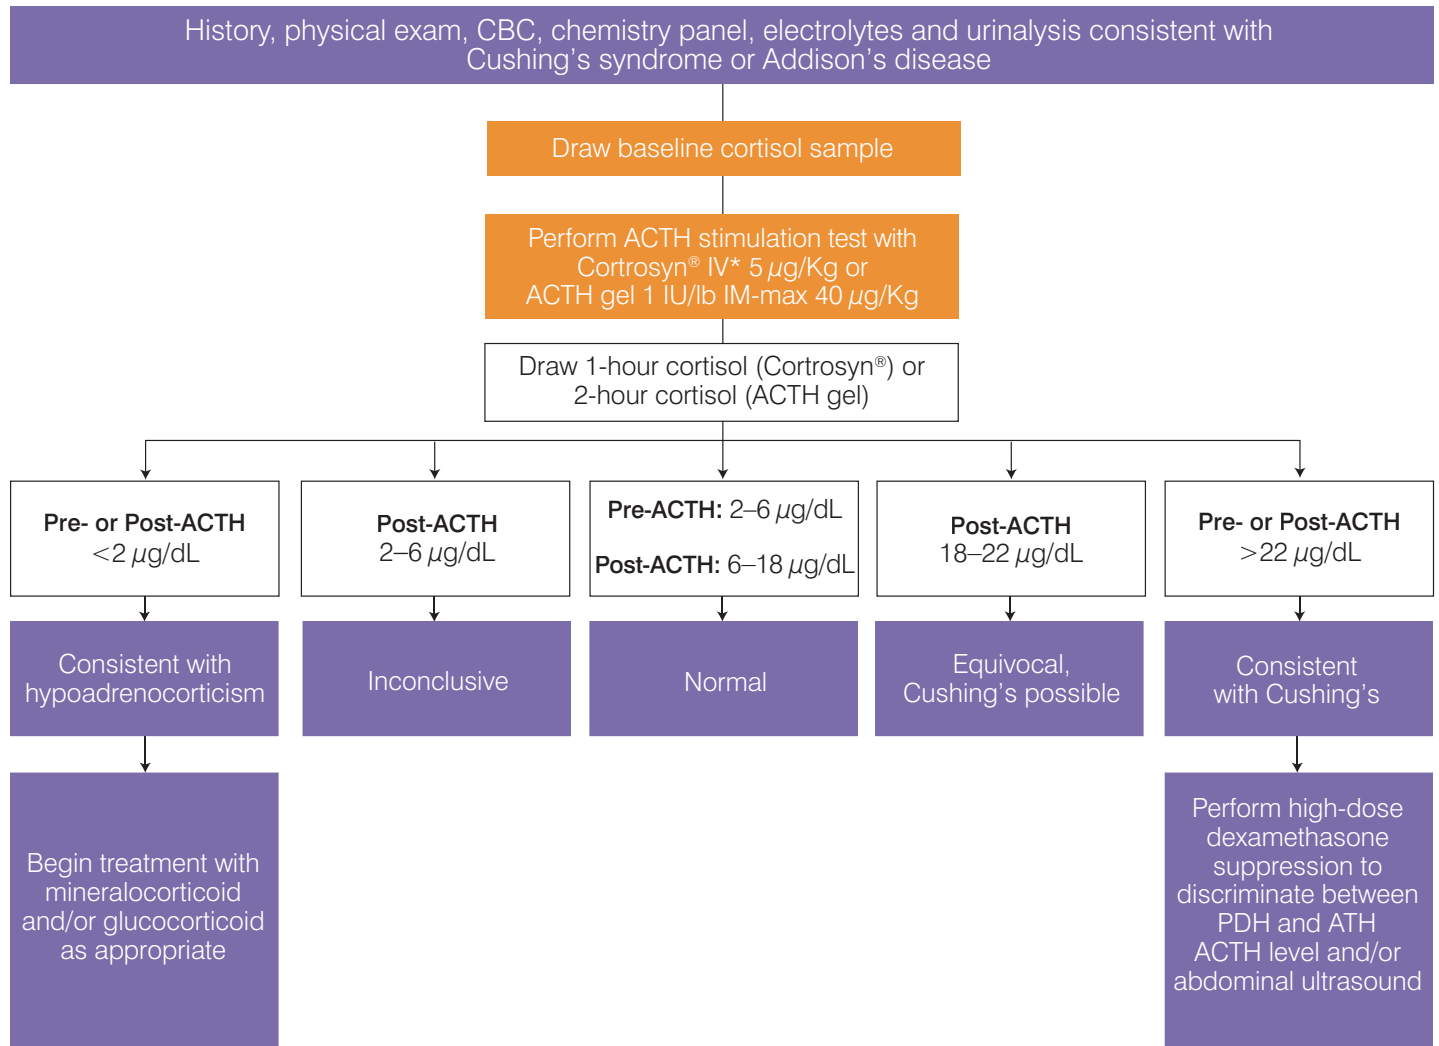 History, physical exam, CBC, chemistry panel, electrolytes and urinalysis consistent with
Cushing’s syndrome or Addison’s disease
Draw baseline cortisol sample
Perform ACTH stimulation test with
Cortrosyn® IV* 5 µg/Kg or
ACTH gel 1 IU/lb IM-max 40 µg/Kg
Draw 1-hour cortisol (Cortrosyn®) or
2-hour cortisol (ACTH gel)
Pre- or Post-ACTH
<2 µg/dL
Post-ACTH
2–6 µg/dL
Pre-ACTH: 2–6 µg/dL
Post-ACTH: 6–18 µg/dL
Post-ACTH
18–22 µg/dL
Pre- or Post-ACTH
>22 µg/dL
Consistent with
hypoadrenocorticism
Inconclusive
Normal
Equivocal,
Cushing’s possible
Consistent
with Cushing’s
Begin treatment with
mineralocorticoid
and/or glucocorticoid
as appropriate
Perform high-dose
dexamethasone
suppression to
discriminate between
PDH and ATH
ACTH level and/or
abdominal ultrasound